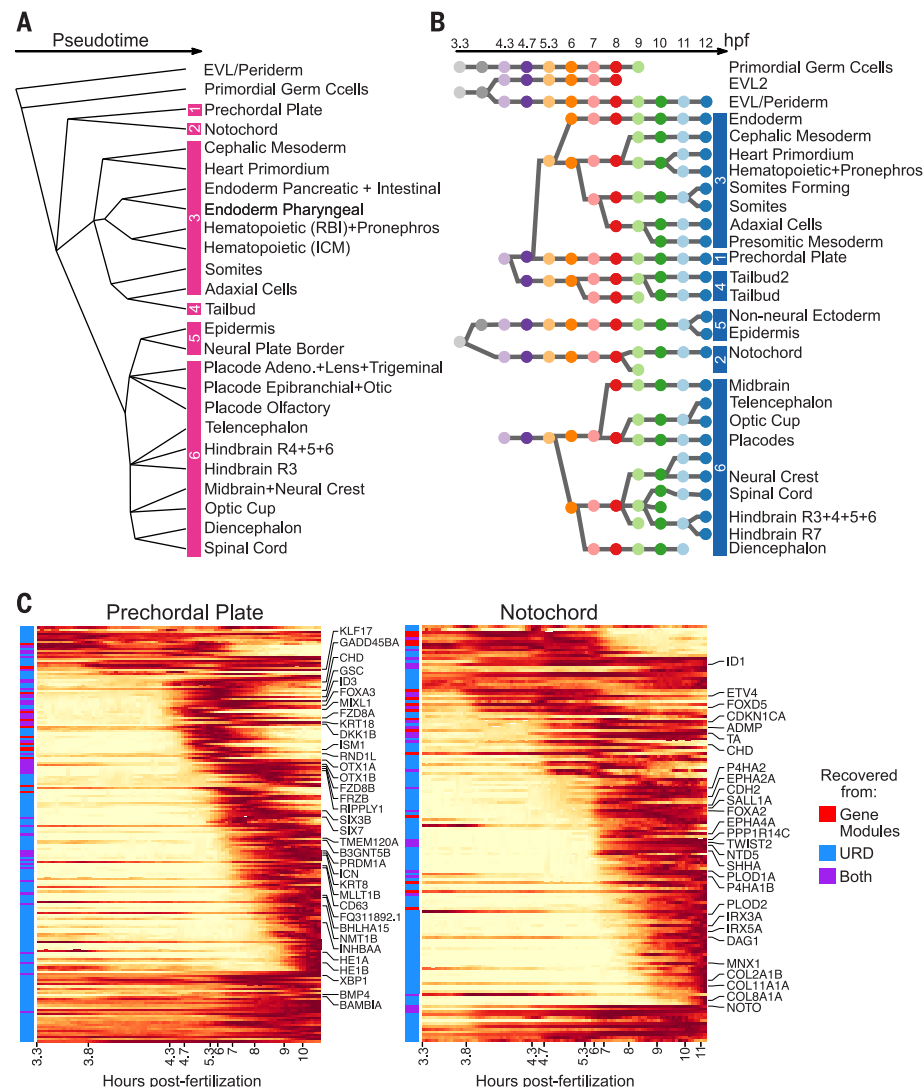 A
Pseudotime
EVL/Periderm
Primordial Germ Ccells
1 Prechordal Plate
2 Notochord
3
Cephalic Mesoderm
Heart Primordium
Endoderm Pancreatic + Intestinal
Endoderm Pharyngeal
Hematopoietic (RBI)+Pronephros
Hematopoietic (ICM)
Somites
Adaxial Cells
4 Tailbud
5
Epidermis
Neural Plate Border
6
Placode Adeno.+Lens+Trigeminal
Placode Epibranchial+Otic
Placode Olfactory
Telencephalon
Hindbrain R4+5+6
Hindbrain R3
Midbrain+Neural Crest
Optic Cup
Diencephalon
Spinal Cord
B
3.3 4.3 4.7 5.3 6 7 8 9 10 11 12 hpf
Primordial Germ Ccells
EVL2
EVL/Periderm
3
Endoderm
Cephalic Mesoderm
Heart Primordium
Hematopoietic+Pronephros
Somites Forming
Somites
Adaxial Cells
Presomitic Mesoderm
1 Prechordal Plate
4
Tailbud2
Tailbud
5
Non-neural Ectoderm
Epidermis
2 Notochord
6
Midbrain
Telencephalon
Optic Cup
Placodes
Neural Crest
Spinal Cord
Hindbrain R3+4+5+6
Hindbrain R7
Diencephalon
C
Prechordal Plate
KLF17
GADD45BA
CHD
GSC
ID3
FOXA3
MIXL1
FZD8A
KRT18
DKK1B
ISM1
RND1L
OTX1A
OTX1B
FZD8B
FRZB
RIPPLY1
SIX3B
SIX7
TMEM120A
B3GNT5B
PRDM1A
ICN
KRT8
MLLT1B
CD63
FQ311892.1
BHLHA15
NMT1B
INHBAA
HE1A
HE1B
XBP1
BMP4
BAMBIA
3.3 3.8 4.3 4.7 5.3 6 7 8 9 10
Hours post-fertilization
Notochord
ID1
ETV4
FOXD5
CDKN1CA
ADMP
TA
CHD
P4HA2
EPHA2A
CDH2
SALL1A
FOXA2
EPHA4A
PPP1R14C
TWIST2
NTD5
SHHA
PLOD1A
P4HA1B
PLOD2
IRX3A
IRX5A
DAG1
MNX1
COL2A1B
COL11A1A
COL8A1A
NOTO
3.3 3.8 4.3 4.7 5.3 6 7 8 9 10 11
Hours post-fertilization
Recovered
from:
Gene
Modules
URD
Both